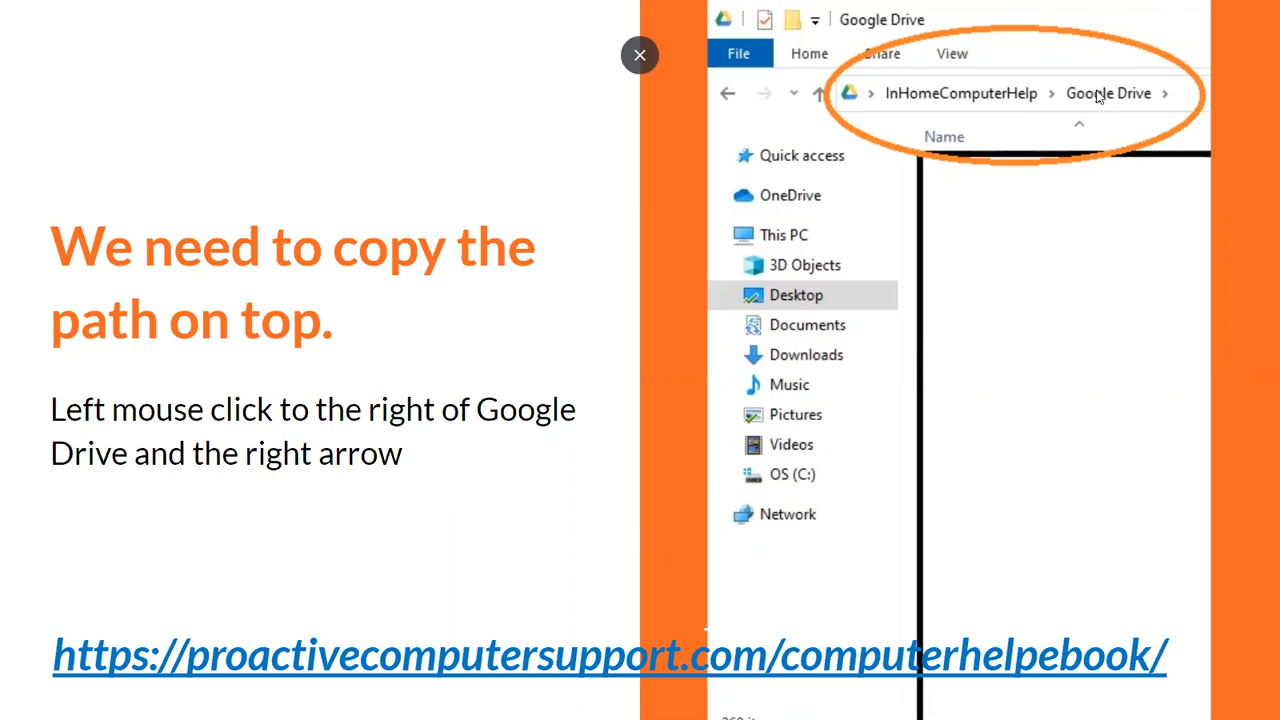 We need to copy the
path on top.
Left mouse click to the right of Google
Drive and the right arrow
Google Drive
File Home Share View
InHomeComputerHelp Google Drive
Name
Quick access
OneDrive
This PC
3D Objects
Desktop
Documents
Downloads
Music
Pictures
Videos
OS (C:)
Network
https://proactivecomputersupport.com/computerhelpebook/